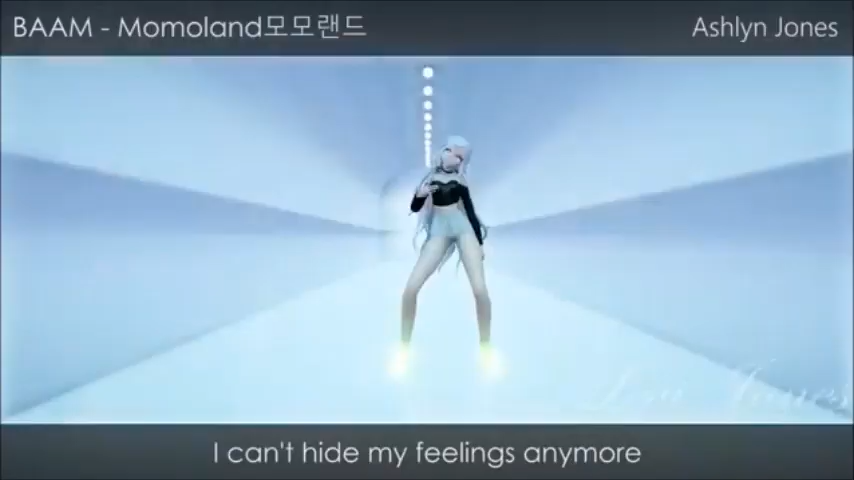 BAAM - Momoland모모랜드
Ashlyn Jones
I can't hide my feelings anymore